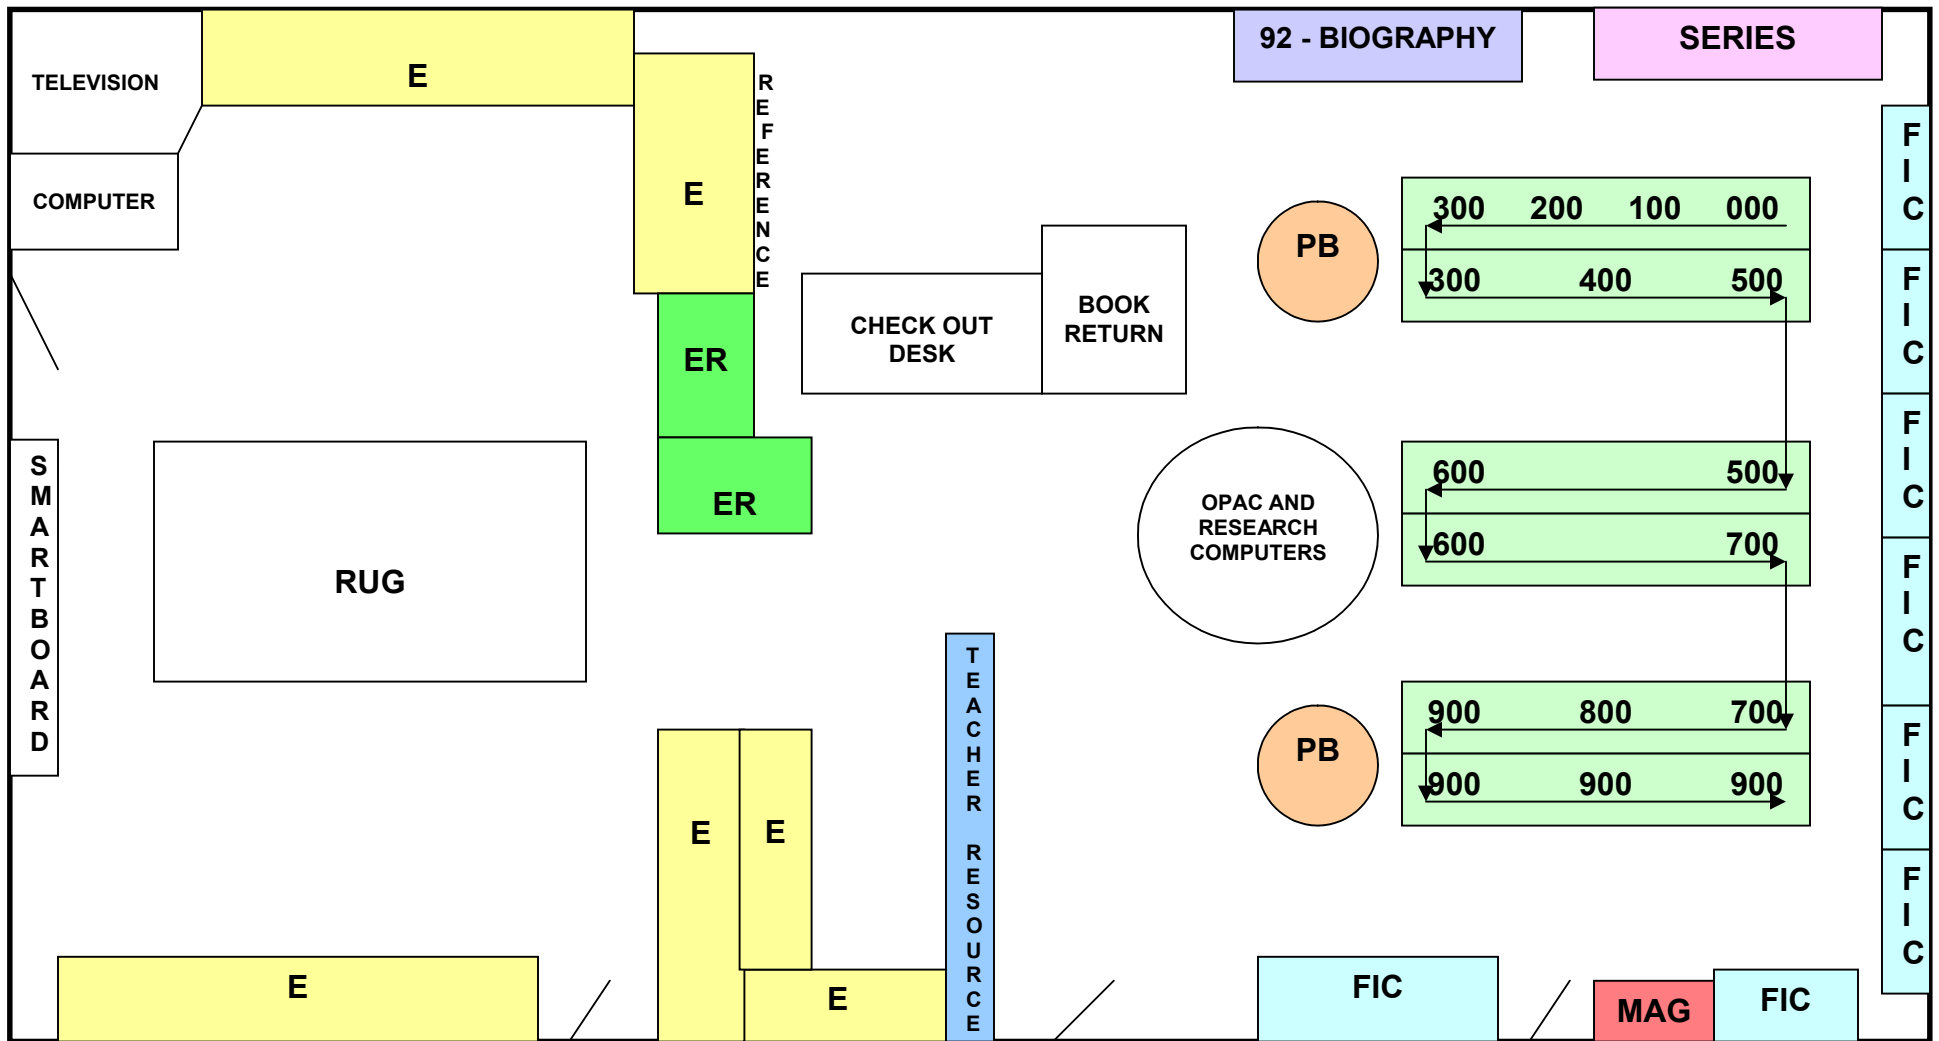 92 - BIOGRAPHY
SERIES
TELEVISION
E
REFERENCE
FIC
COMPUTER
E
PB
300 200 100 000
300 400 500
FIC
CHECK OUT
DESK
BOOK
RETURN
ER
FIC
SMARTBOARD
ER
OPAC AND
RESEARCH
COMPUTERS
600 500
600 700
RUG
FIC
TEACHER RESOURCE
PB
900 800 700
900 900 900
FIC
E
E
FIC
E
E
FIC
MAG
FIC